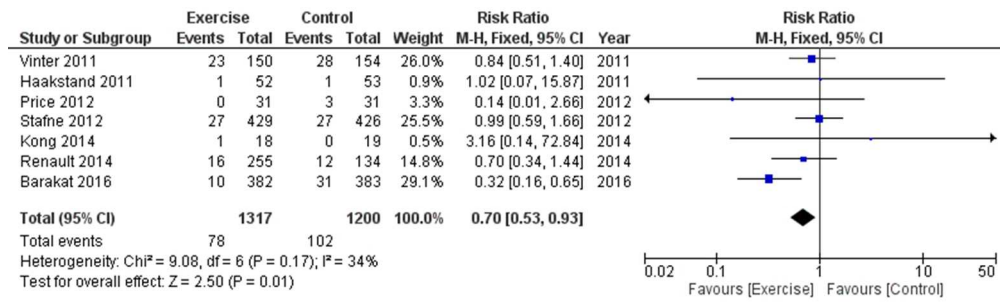 Exercise Control Risk Ratio Risk Ratio
Study or Subgroup Events Total Events Total Weight M-H, Fixed, 95% CI Year M-H, Fixed, 95% CI
Vinter 2011 23 150 28 154 26.0% 0.84 [0.51, 1.40] 2011
Haakstand 2011 1 52 1 53 0.9% 1.02 [0.07, 15.87] 2011
Price 2012 0 31 3 31 3.3% 0.14 [0.01, 2.66] 2012
Stafne 2012 27 429 27 426 25.5% 0.99 [0.59, 1.66] 2012
Kong 2014 1 18 0 19 0.5% 3.16 [0.14, 72.84] 2014
Renault 2014 16 255 12 134 14.8% 0.70 [0.34, 1.44] 2014
Barakat 2016 10 382 31 383 29.1% 0.32 [0.16, 0.65] 2016
Total (95% CI) 1317 1200 100.0% 0.70 [0.53, 0.93]
Total events 78 102
Heterogeneity: Chi² = 9.08, df = 6 (P = 0.17); I² = 34%
Test for overall effect: Z = 2.50 (P = 0.01)
0.02 0.1 1 10 50
Favours [Exercise] Favours [Control]